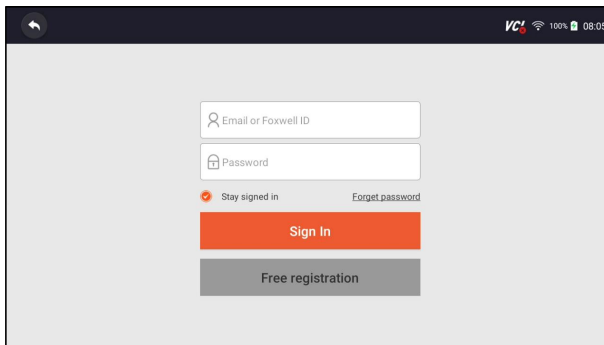 VCI 100% 08:05
Email or Foxwell ID
Password
Stay signed in Forget password
Sign In
Free registration